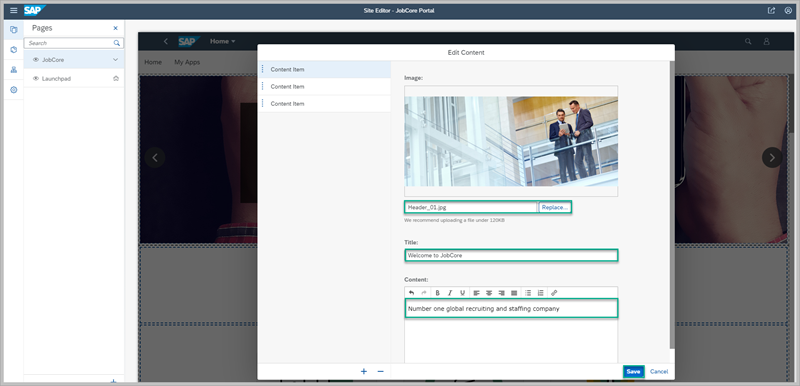 SAP
Site Editor - JobCore Portal
Pages
Search
JobCore
Launchpad
SAP
Home
Home
My Apps
Edit Content
Content Item
Content Item
Content Item
Image:
Header_01.jpg
Replace...
We recommend uploading a file under 120KB
Title:
Welcome to JobCore
Content:
B I U
Number one global recruiting and staffing company
Save
Cancel